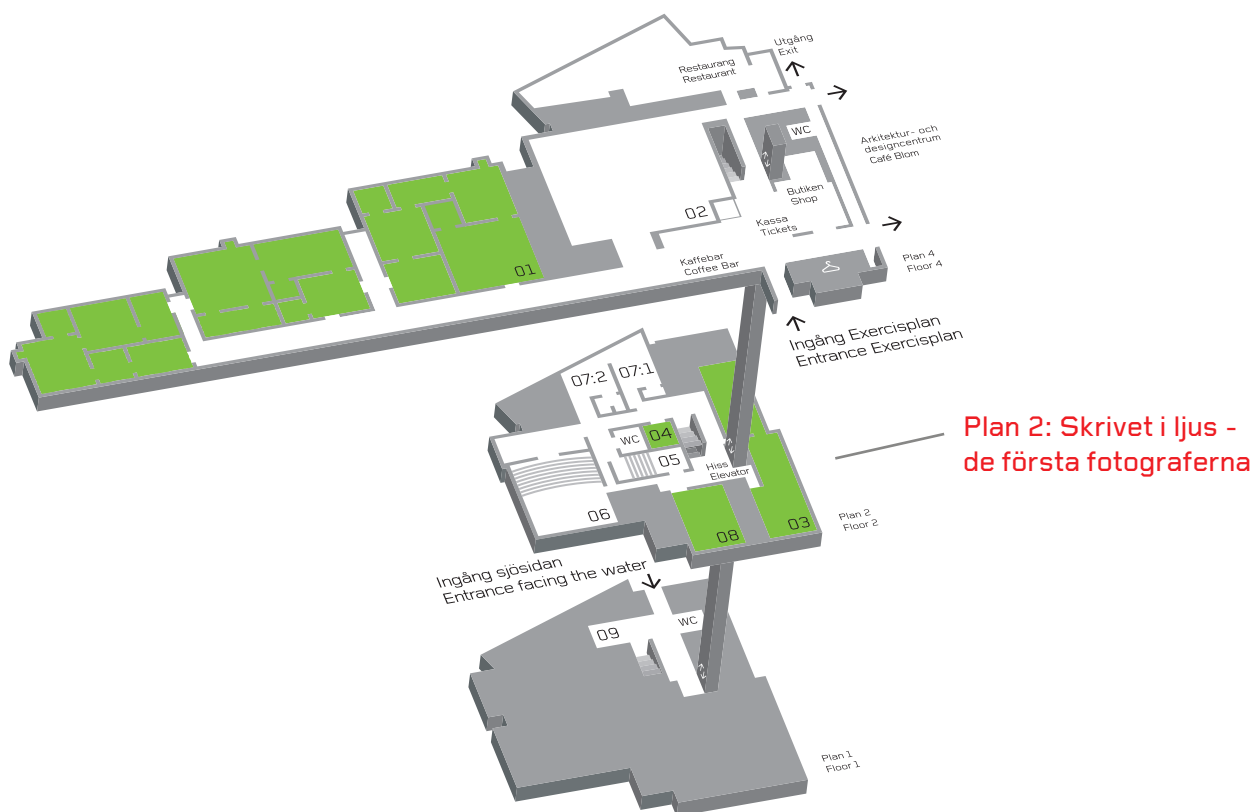 Utgång
Exit
Restaurang
Restaurant
WC
Arkitektur- och
designcentrum
Café Blom
Butiken
Shop
02
Kassa
Tickets
Kaffebar
Coffee Bar
01
Plan 4
Floor 4
Ingång Exercisplan
Entrance Exercisplan
07:2
07:1
WC
04
05
Hiss
Elevator
06
08
03
Plan 2
Floor 2
Plan 2: Skrivet i ljus -
de första fotograferna
Ingång sjösidan
Entrance facing the water
09
WC
Plan 1
Floor 1